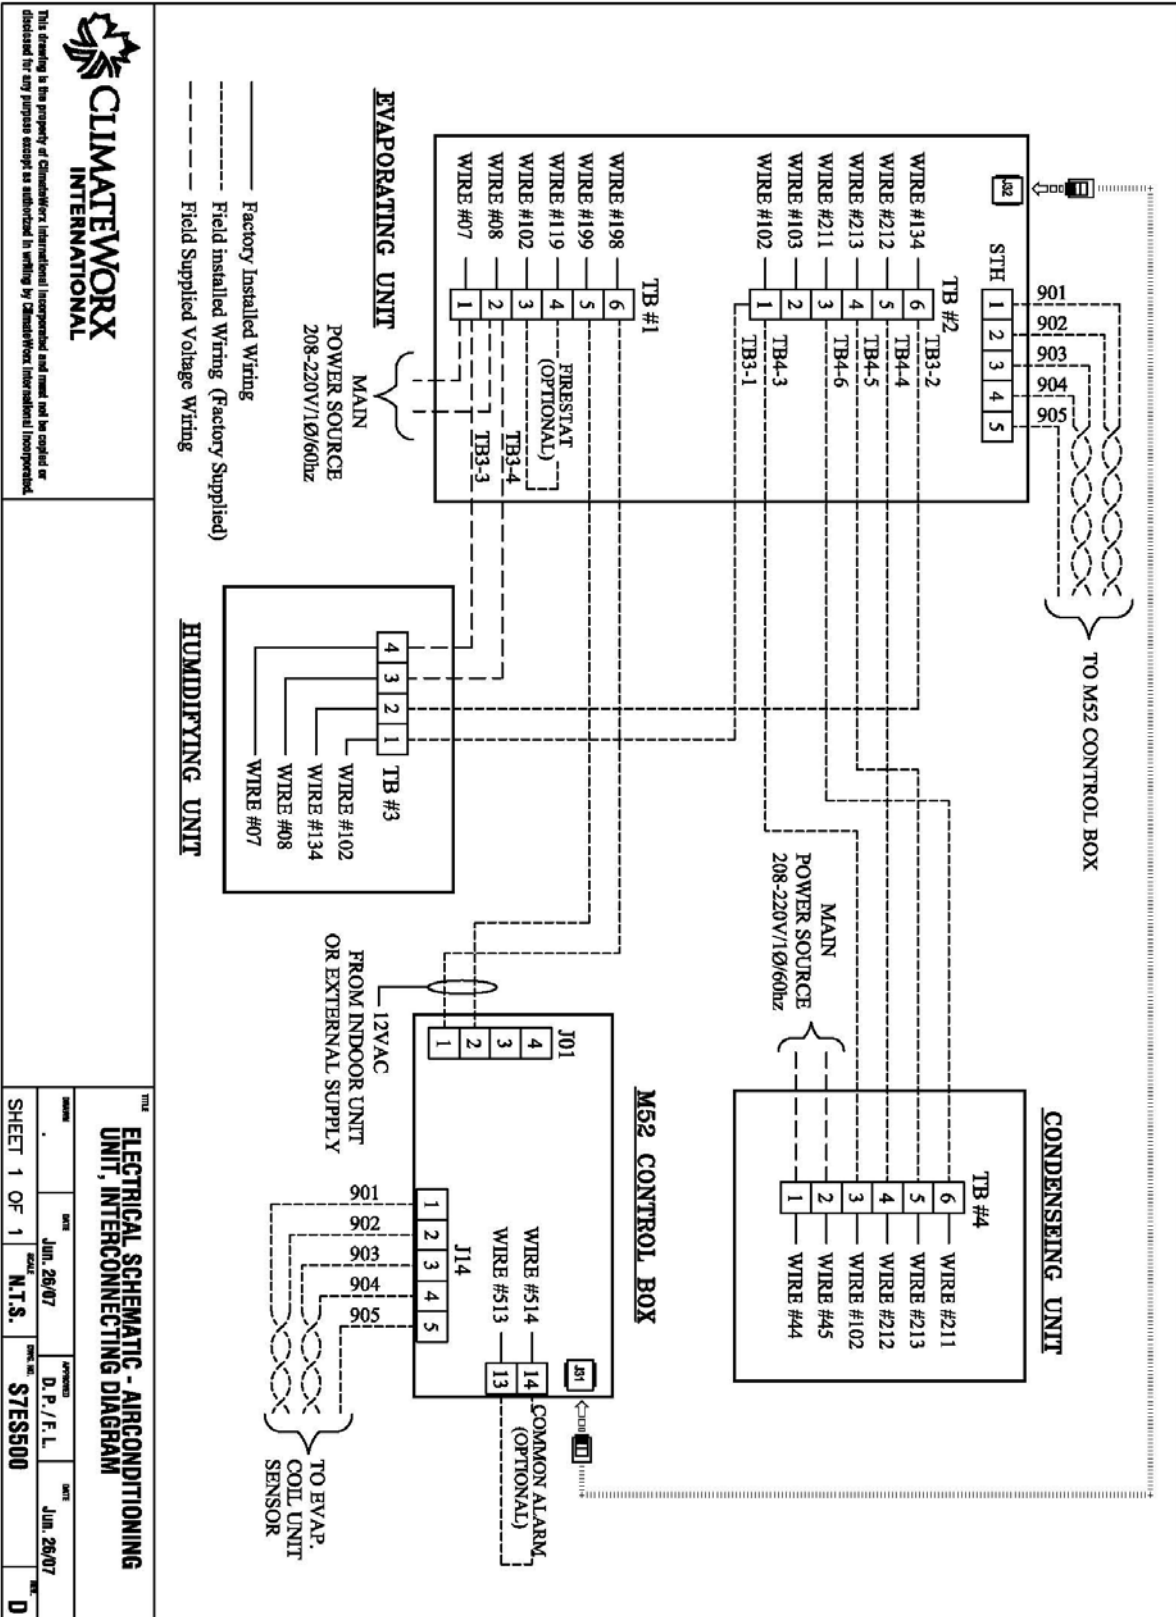 TO M52 CONTROL BOX
901
902
903
904
905
J32
STH
1
2
3
4
5
TB #2
WIRE #134
6
TB3-2
WIRE #212
5
TB4-4
WIRE #213
4
TB4-5
WIRE #211
3
TB4-6
WIRE #103
2
WIRE #102
1
TB4-3
TB3-1
TB #1
WIRE #198
6
WIRE #199
5
WIRE #119
4
WIRE #102
3
WIRE #08
2
WIRE #07
1
FIRESTAT
(OPTIONAL)
TB3-4
TB3-3
EVAPORATING UNIT
MAIN
POWER SOURCE
208-220V/1Ø/60hz
CONDENSEING UNIT
TB #4
6
WIRE #211
5
WIRE #213
4
WIRE #212
3
WIRE #102
2
WIRE #45
1
WIRE #44
MAIN
POWER SOURCE
208-220V/1Ø/60hz
TB #3
4
3
2
1
WIRE #102
WIRE #134
WIRE #08
WIRE #07
HUMIDIFYING UNIT
M52 CONTROL BOX
J01
4
3
2
1
12VAC
FROM INDOOR UNIT
OR EXTERNAL SUPPLY
J31
WIRE #514
14
WIRE #513
13
COMMON ALARM
(OPTIONAL)
J14
1
2
3
4
5
901
902
903
904
905
TO EVAP.
COIL UNIT
SENSOR
Factory Installed Wiring
Field installed Wiring (Factory Supplied)
Field Supplied Voltage Wiring
CLIMATEWORX
INTERNATIONAL
This drawing is the property of ClimateWorx International Incorporated and must not be copied or
disclosed for any purpose except as authorized in writing by ClimateWorx International Incorporated.
TITLE
ELECTRICAL SCHEMATIC - AIRCONDITIONING
UNIT, INTERCONNECTING DIAGRAM
DRAWN
.
DATE
Jun. 26/07
APPROVED
D. P. / F. L.
DATE
Jun. 26/07
SHEET 1 OF 1
SCALE
N.T.S.
DWG. NO.
S7ES500
REV.
D